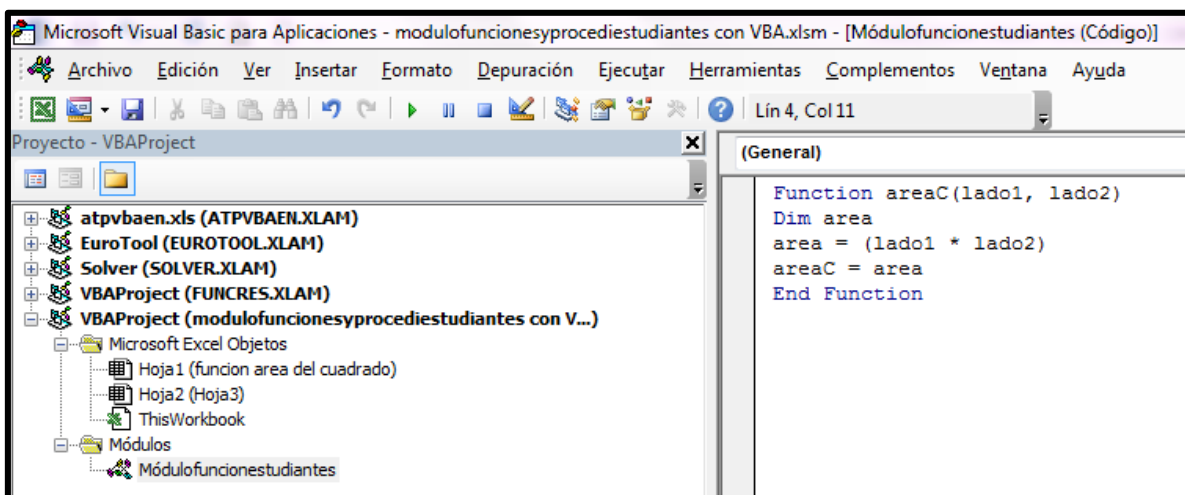 Microsoft Visual Basic para Aplicaciones - modulofuncionesyprocediestudiantes con VBA.xlsm - [Módulofuncionestudiantes (Código)]
Archivo Edición Ver Insertar Formato Depuración Ejecutar Herramientas Complementos Ventana Ayuda
Lín 4, Col 11
Proyecto - VBAProject
atpvbaen.xls (ATPVBAEN.XLAM)
EuroTool (EUROTOOL.XLAM)
Solver (SOLVER.XLAM)
VBAProject (FUNCRES.XLAM)
VBAProject (modulofuncionesyprocediestudiantes con V...)
Microsoft Excel Objetos
Hoja1 (funcion area del cuadrado)
Hoja2 (Hoja3)
ThisWorkbook
Módulos
Módulofuncionestudiantes
(General)
Function areaC(lado1, lado2)
Dim area
area = (lado1 * lado2)
areaC = area
End Function